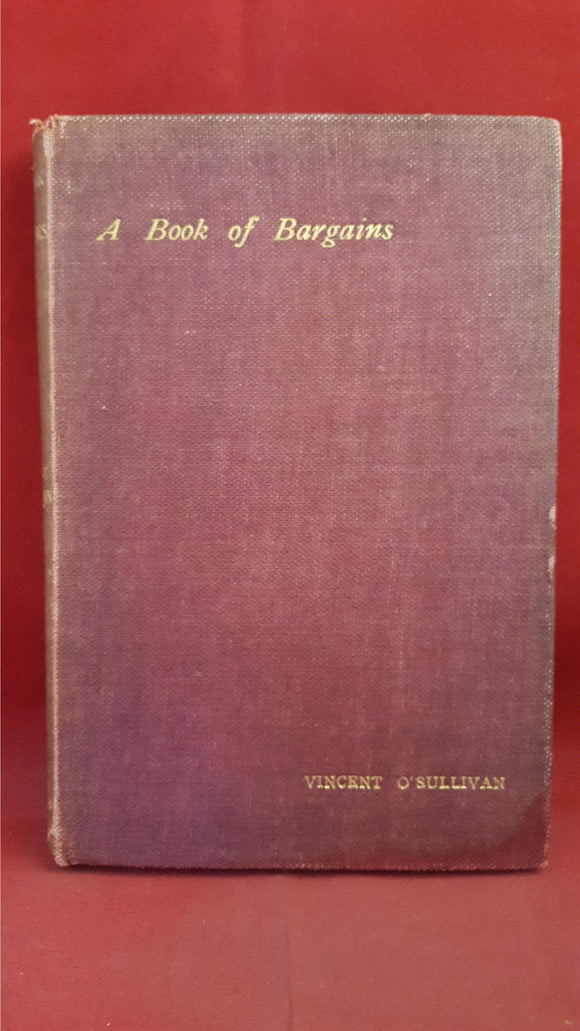 A Book of Bargains
VINCENT O'SULLIVAN